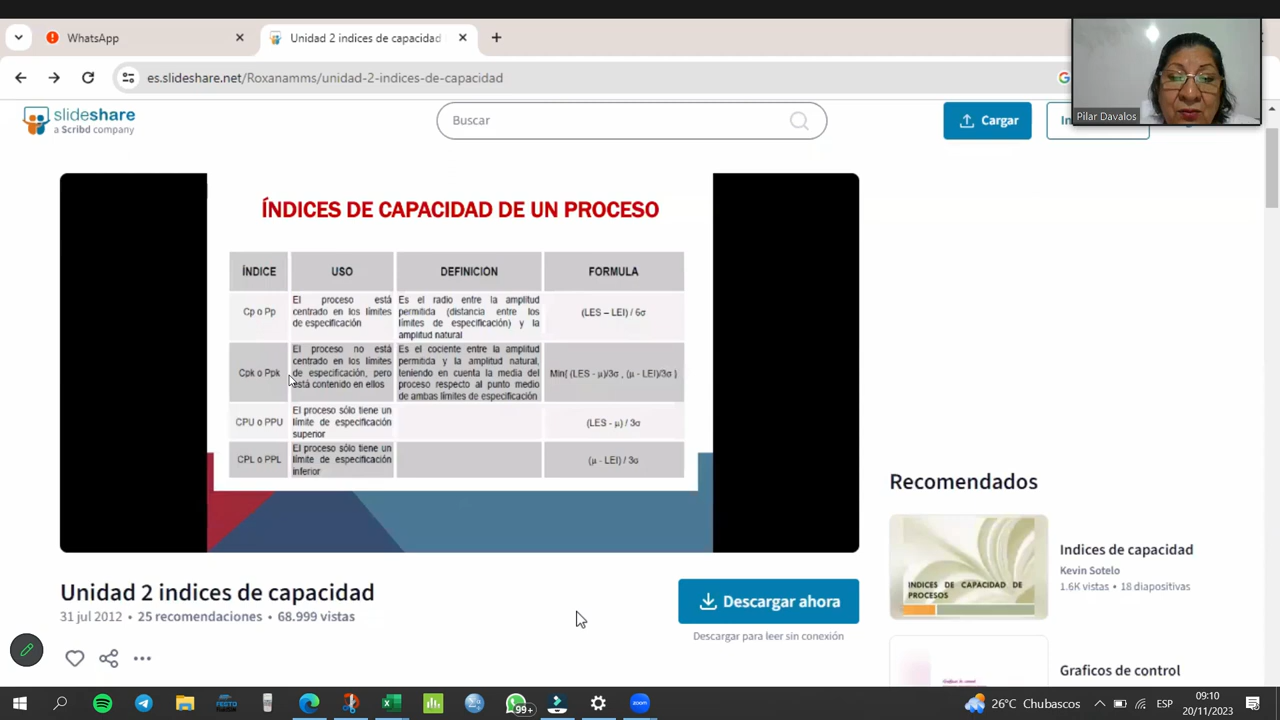 WhatsApp
Unidad 2 indices de capacidad
es.slideshare.net/Roxanamms/unidad-2-indices-de-capacidad
slideshare
a Scribd company
Buscar
Cargar
In
Pilar Davalos
ÍNDICES DE CAPACIDAD DE UN PROCESO
ÍNDICE
USO
DEFINICIÓN
FORMULA
Cp o Pp
El proceso está
centrado en los límites
de especificación
Es el radio entre la amplitud
permitida (distancia entre los
límites de especificación) y la
amplitud natural
(LES – LEI) / 6σ
Cpk o Ppk
El proceso no está
centrado en los límites
de especificación, pero
está contenido en ellos
Es el cociente entre la amplitud
permitida y la amplitud natural,
teniendo en cuenta la media del
proceso respecto al punto medio
de ambas límites de especificación
Min{ (LES - μ)/3σ , (μ - LEI)/3σ }
CPU o PPU
El proceso sólo tiene un
límite de especificación
superior
(LES - μ) / 3σ
CPL o PPL
El proceso sólo tiene un
límite de especificación
inferior
(μ - LEI) / 3σ
Unidad 2 indices de capacidad
31 jul 2012 • 25 recomendaciones • 68.999 vistas
Descargar ahora
Descargar para leer sin conexión
Recomendados
INDICES DE CAPACIDAD DE
PROCESOS
Indices de capacidad
Kevin Sotelo
1.6K vistas • 18 diapositivas
Graficos de control
FESTO
99+
zoom
26°C Chubascos
ESP
09:10
20/11/2023